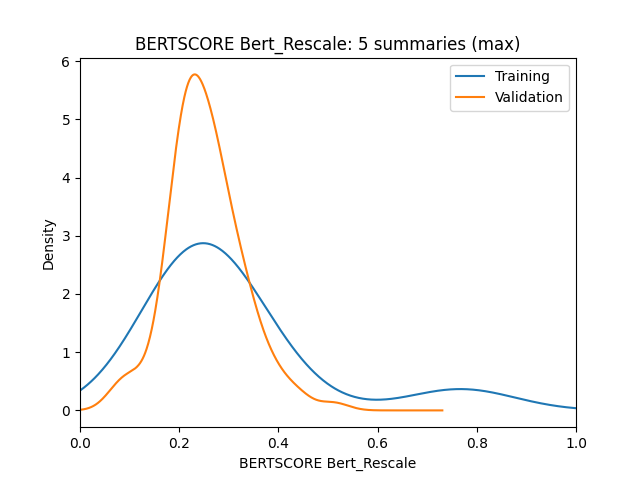 BERTSCORE Bert_Rescale: 5 summaries (max)
Training
Validation
6
5
4
3
2
1
0
Density
0.0 0.2 0.4 0.6 0.8 1.0
BERTSCORE Bert_Rescale